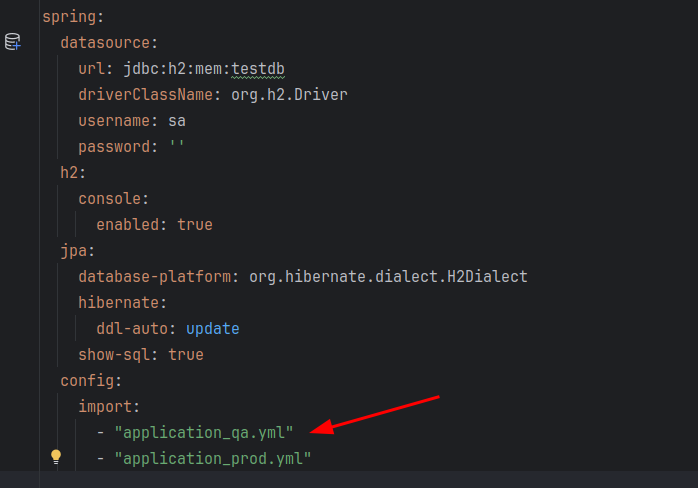 spring:
  datasource:
    url: jdbc:h2:mem:testdb
    driverClassName: org.h2.Driver
    username: sa
    password: ''
  h2:
    console:
      enabled: true
  jpa:
    database-platform: org.hibernate.dialect.H2Dialect
    hibernate:
      ddl-auto: update
    show-sql: true
  config:
    import:
      - "application_qa.yml"
      - "application_prod.yml"